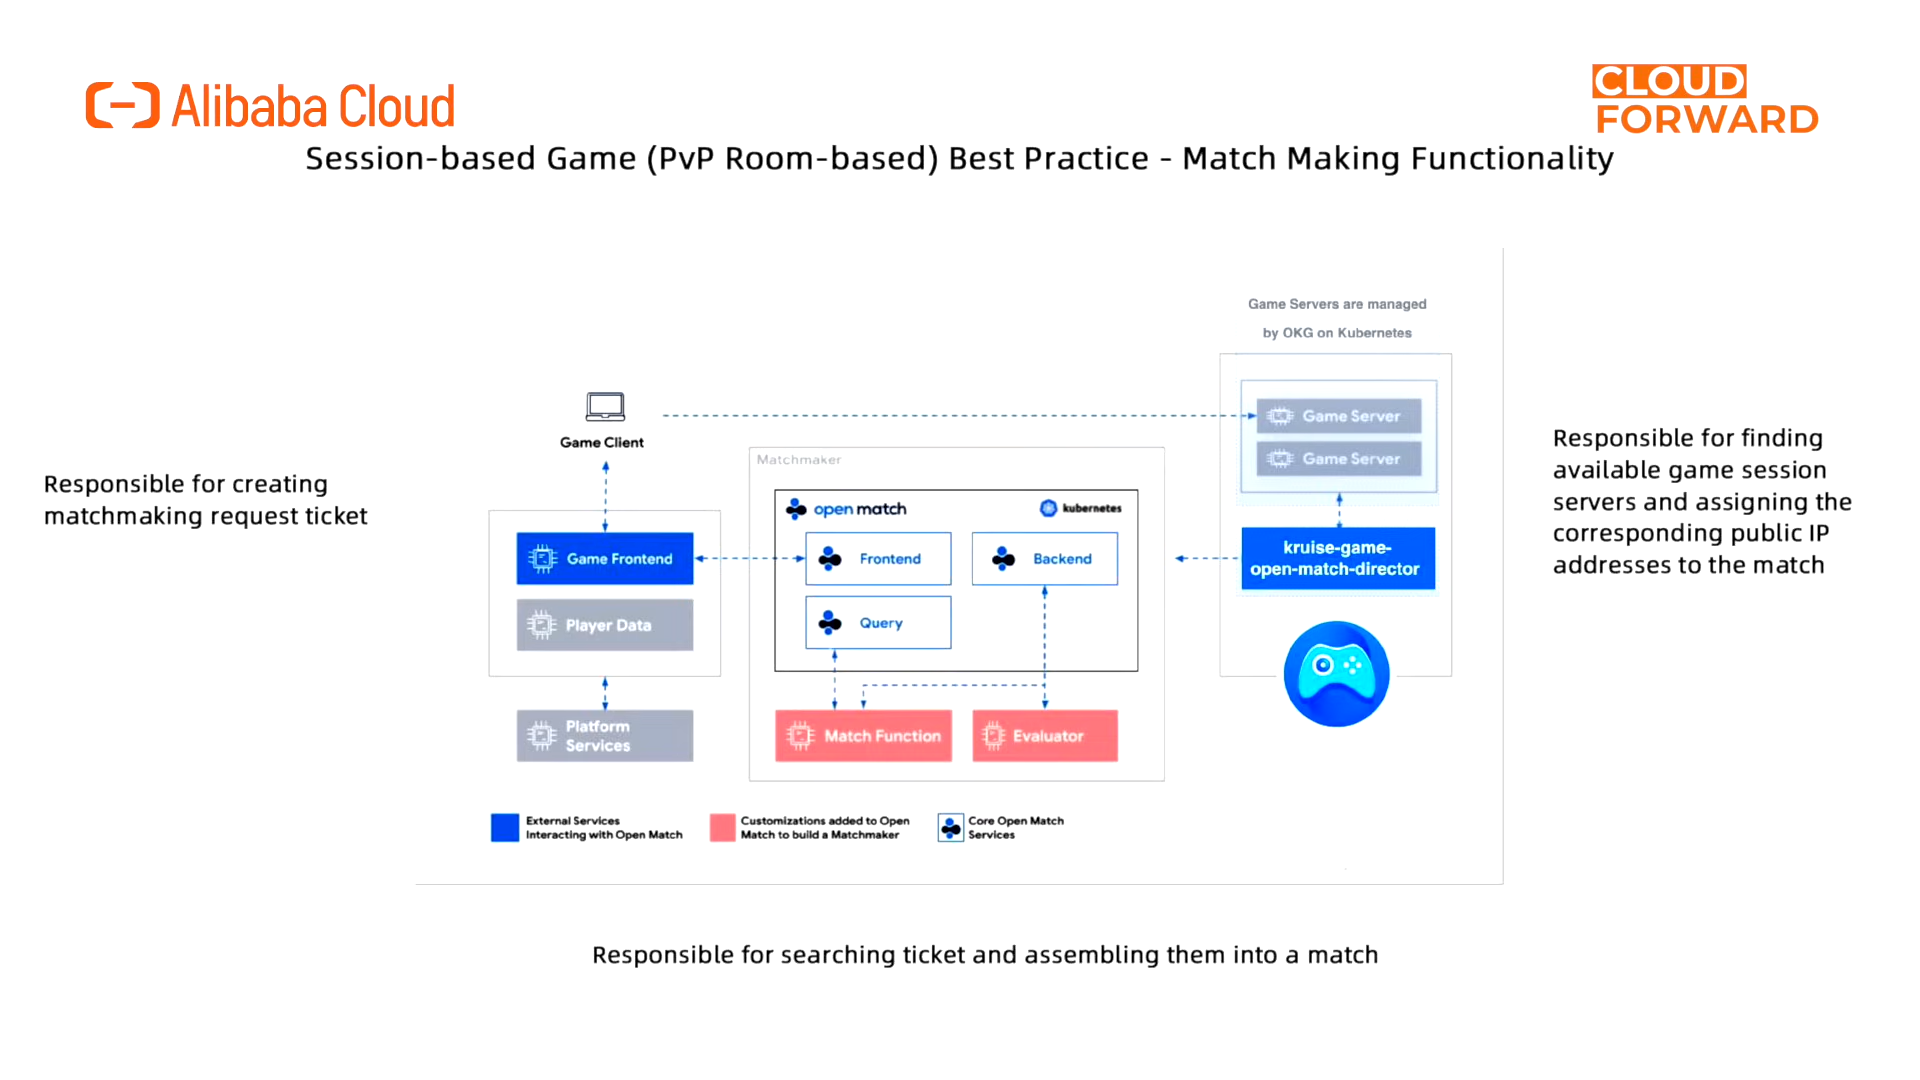 Alibaba Cloud
CLOUD
FORWARD
Session-based Game (PvP Room-based) Best Practice - Match Making Functionality
Game Servers are managed
by OKG on Kubernetes
Game Server
Game Server
Game Client
Matchmaker
Responsible for creating
matchmaking request ticket
open match
kubernetes
Game Frontend
Frontend
Backend
kruise-game-
open-match-director
Responsible for finding
available game session
servers and assigning the
corresponding public IP
addresses to the match
Player Data
Query
Platform
Services
Match Function
Evaluator
External Services
Interacting with Open Match
Customizations added to Open
Match to build a Matchmaker
Core Open Match
Services
Responsible for searching ticket and assembling them into a match